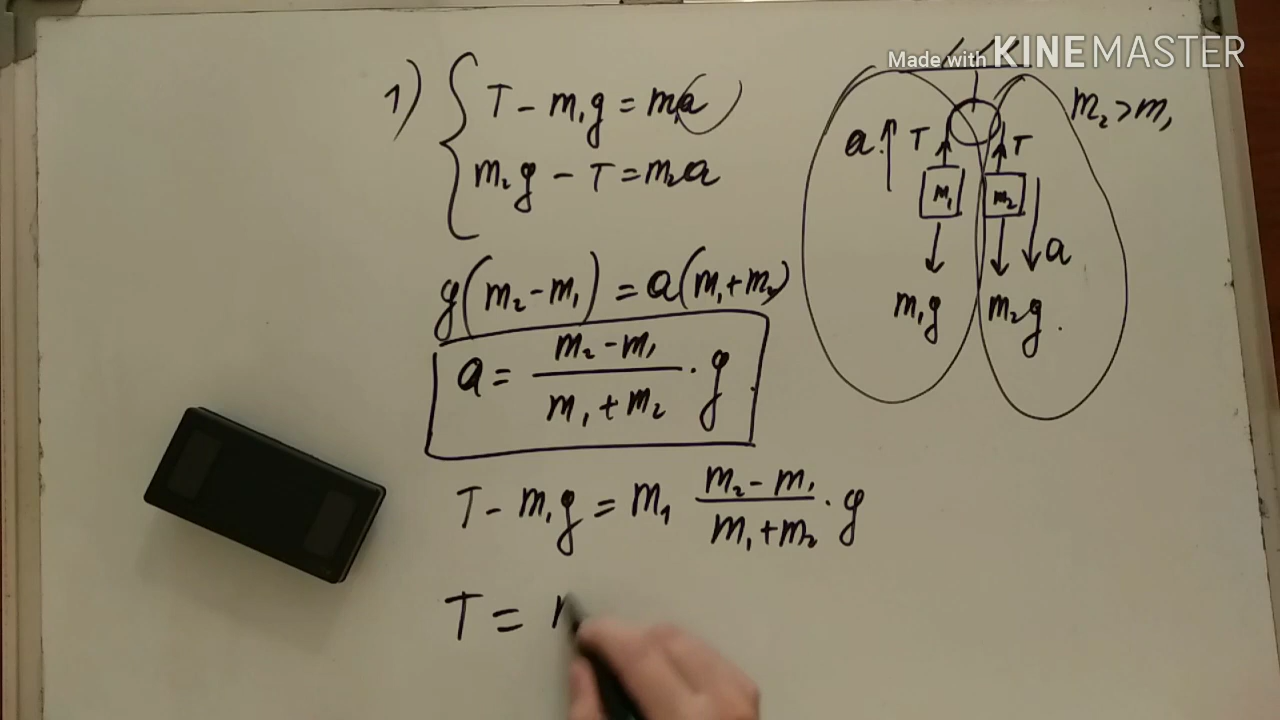 Made with KINEMASTER
1) { T - m₁g = m₁a
m₂g - T = m₂a
g(m₂ - m₁) = a(m₁ + m₂)
a = (m₂ - m₁)/(m₁ + m₂) · g
T - m₁g = m₁ (m₂ - m₁)/(m₁ + m₂) · g
T =
m₂ > m₁
a T T
m₁ m₂
a
m₁g m₂g